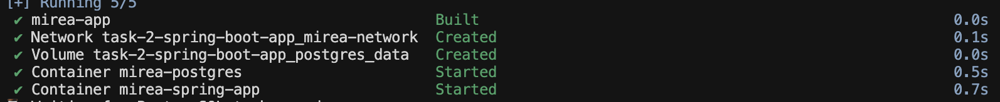 [+] Running 5/5
✔ mirea-app Built 0.0s
✔ Network task-2-spring-boot-app_mirea-network Created 0.1s
✔ Volume task-2-spring-boot-app_postgres_data Created 0.0s
✔ Container mirea-postgres Started 0.5s
✔ Container mirea-spring-app Started 0.7s